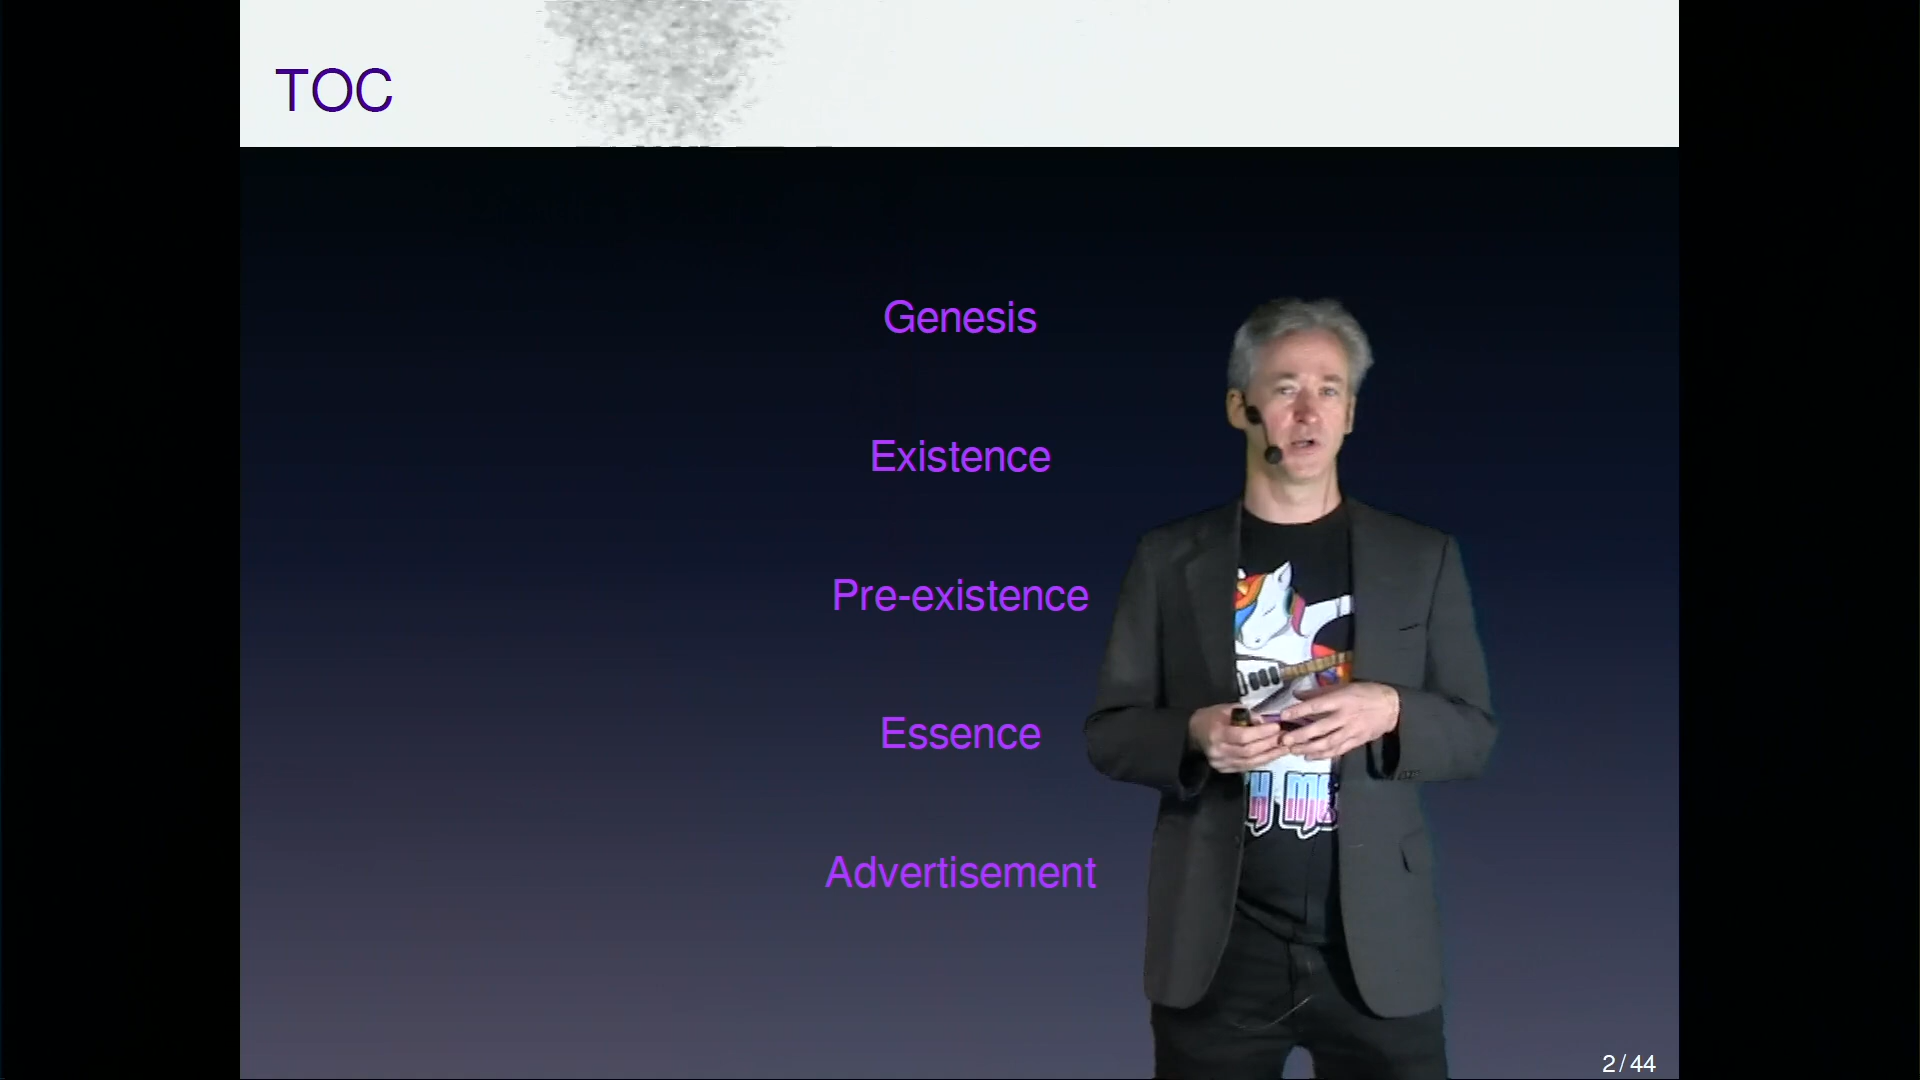 TOC
Genesis
Existence
Pre-existence
Essence
Advertisement
2 / 44